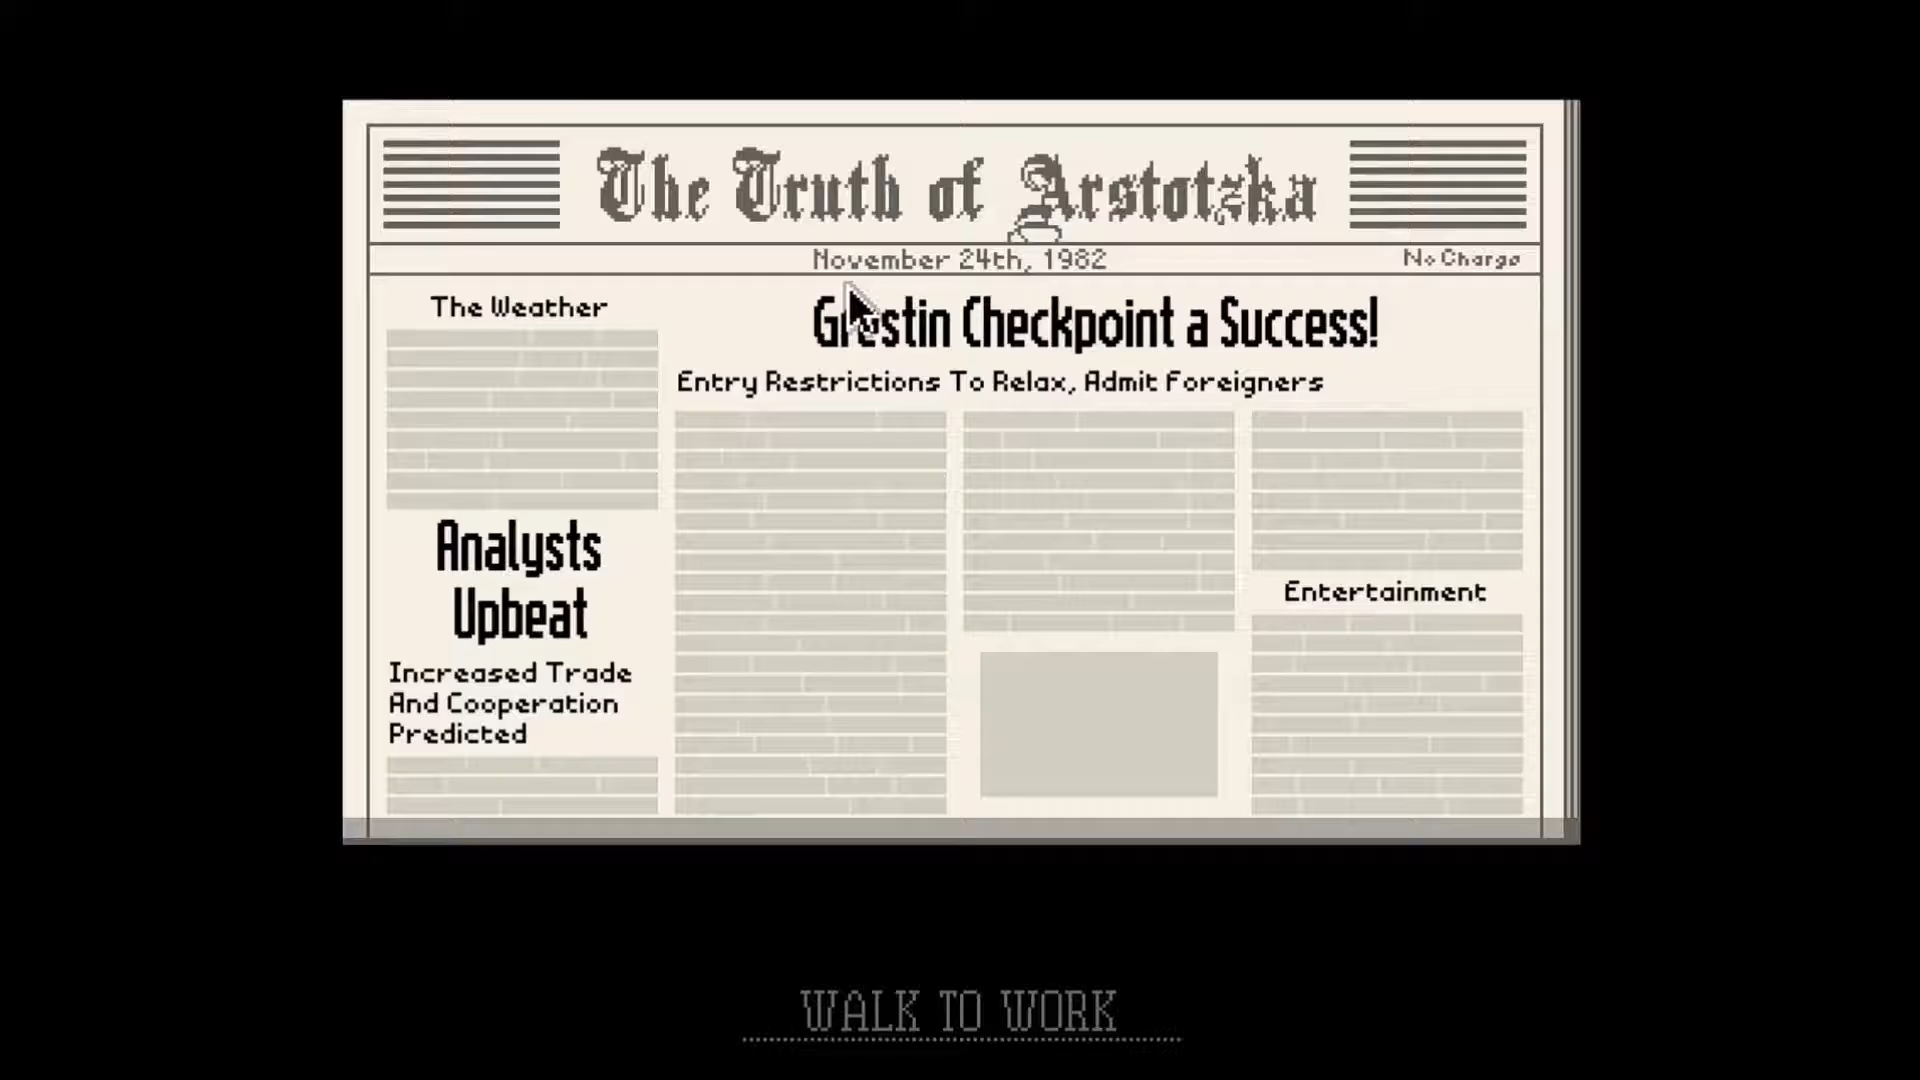 The Truth of Arstotzka
November 24th, 1982
No Charge
The Weather
Grestin Checkpoint a Success!
Entry Restrictions To Relax, Admit Foreigners
Analysts
Upbeat
Increased Trade
And Cooperation
Predicted
Entertainment
WALK TO WORK